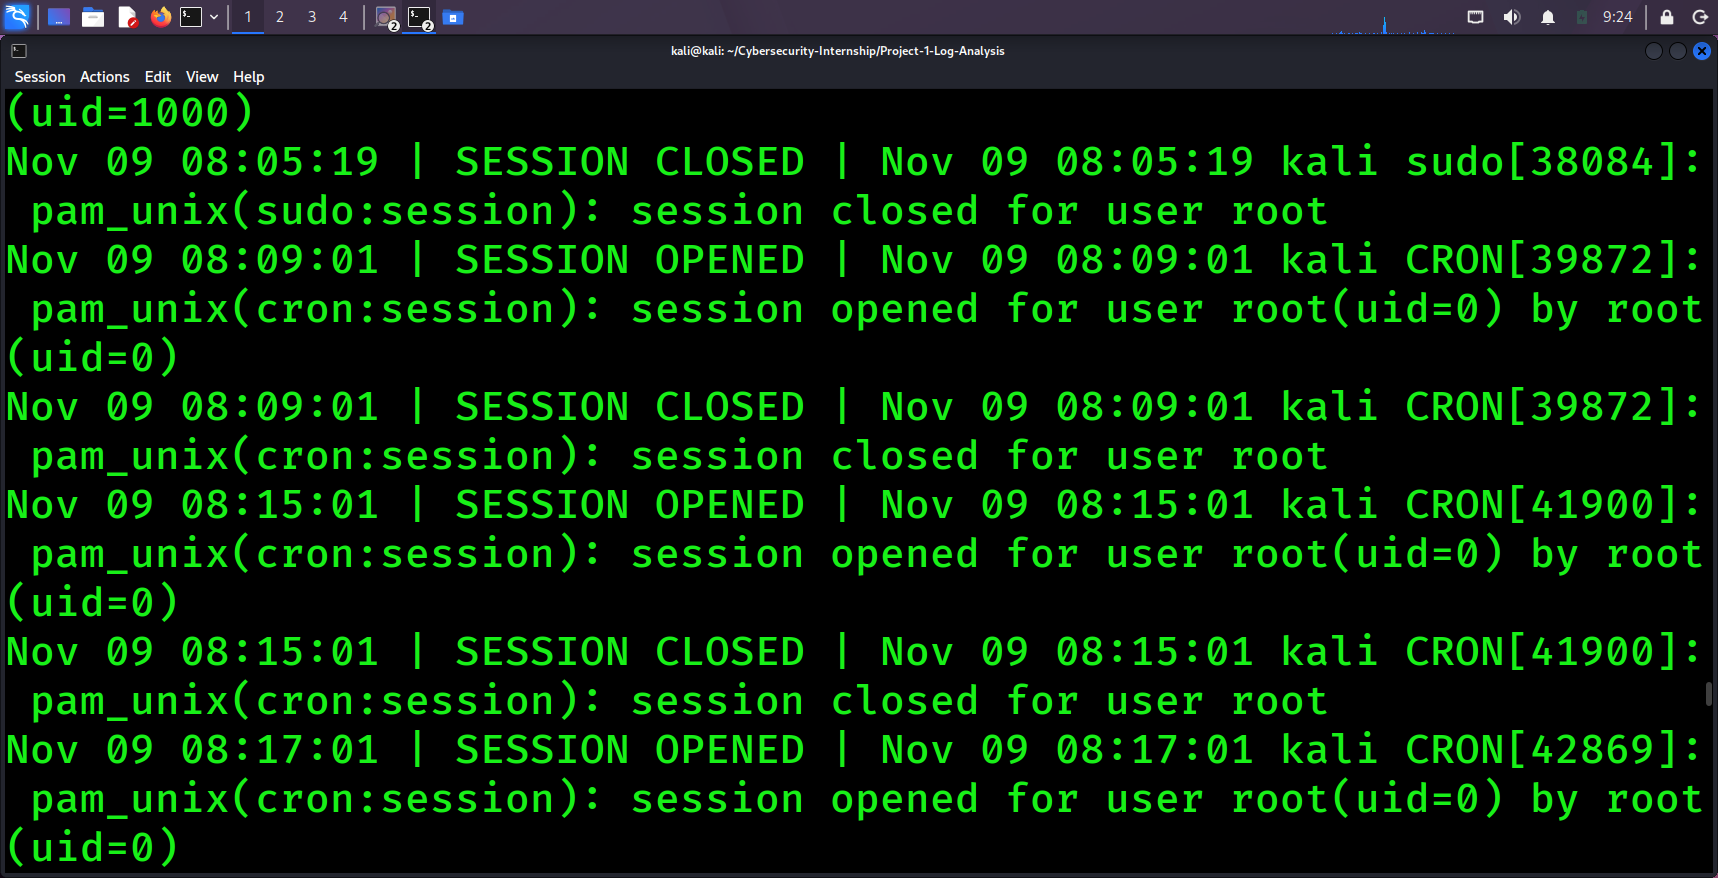 1 2 3 4
2
2
9:24
kali@kali: ~/Cybersecurity-Internship/Project-1-Log-Analysis
Session Actions Edit View Help
(uid=1000)
Nov 09 08:05:19 | SESSION CLOSED | Nov 09 08:05:19 kali sudo[38084]:
pam_unix(sudo:session): session closed for user root
Nov 09 08:09:01 | SESSION OPENED | Nov 09 08:09:01 kali CRON[39872]:
pam_unix(cron:session): session opened for user root(uid=0) by root
(uid=0)
Nov 09 08:09:01 | SESSION CLOSED | Nov 09 08:09:01 kali CRON[39872]:
pam_unix(cron:session): session closed for user root
Nov 09 08:15:01 | SESSION OPENED | Nov 09 08:15:01 kali CRON[41900]:
pam_unix(cron:session): session opened for user root(uid=0) by root
(uid=0)
Nov 09 08:15:01 | SESSION CLOSED | Nov 09 08:15:01 kali CRON[41900]:
pam_unix(cron:session): session closed for user root
Nov 09 08:17:01 | SESSION OPENED | Nov 09 08:17:01 kali CRON[42869]:
pam_unix(cron:session): session opened for user root(uid=0) by root
(uid=0)